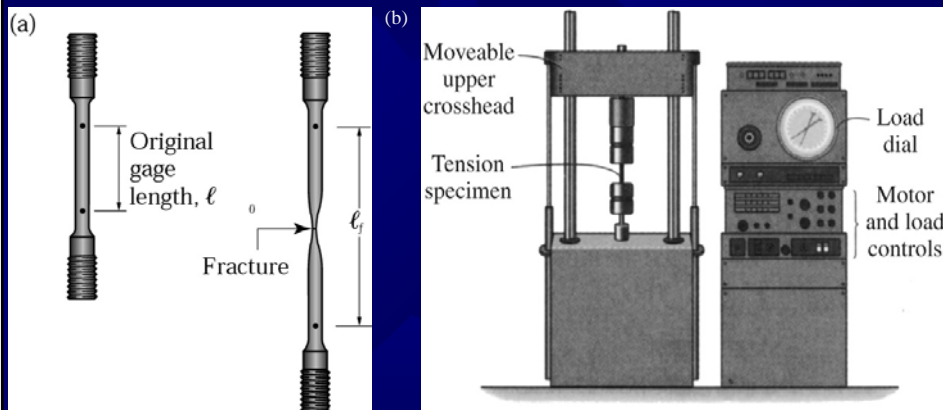 (a)
Original
gage
length, ℓ
0
Fracture
ℓf
(b)
Moveable
upper
crosshead
Tension
specimen
Load
dial
Motor
and load
controls